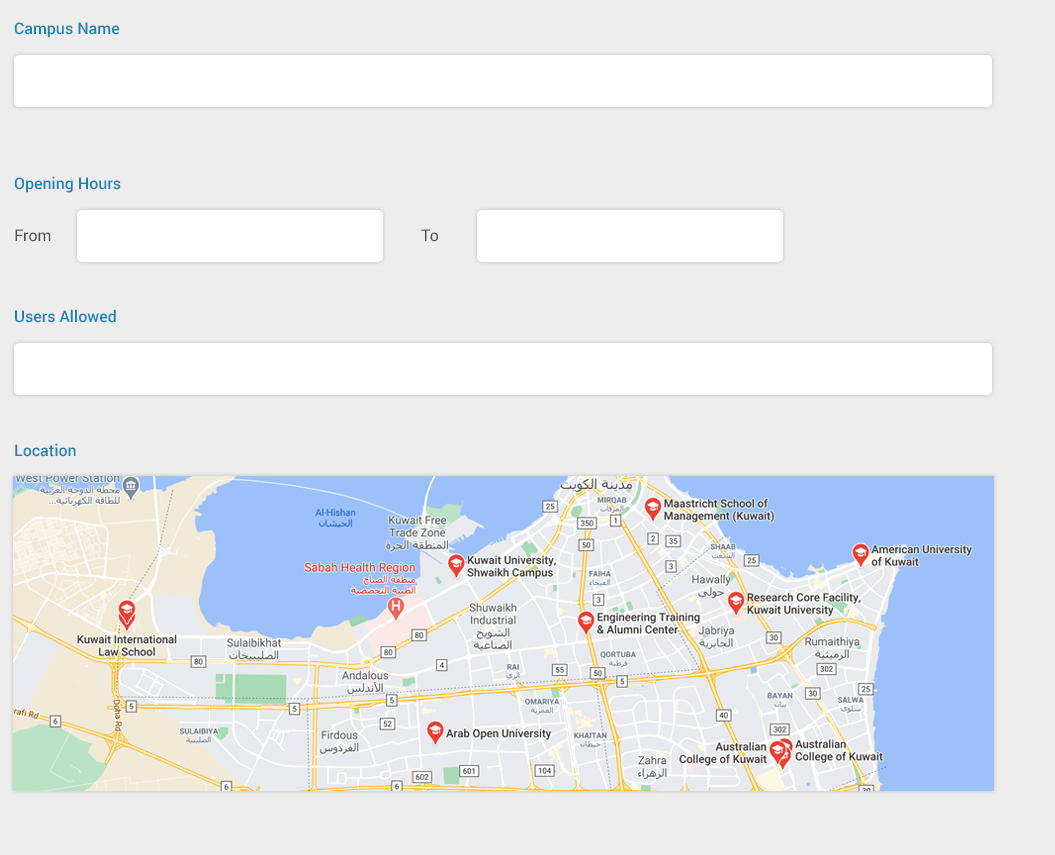 Campus Name
Opening Hours
From
To
Users Allowed
Location
West Power Station
محطة الدوحة الغربية
للطاقة الكهربائية...
مدينة الكويت
MIRQAB
المرقاب
Maastricht School of
Management (Kuwait)
25
350
1
Al-Hishan
الحيشان
Kuwait Free
Trade Zone
المنطقة الحرة
50
2
35
SHAAB
الشعب
25
American University
of Kuwait
Sabah Health Region
منطقة الصباح
الطبية التخصصية
Kuwait University,
Shwaikh Campus
3
FAIHA
الفيحاء
Hawally
حولي
3
Research Core Facility,
Kuwait University
H
Shuwaikh
Industrial
الشويخ
الصناعية
Engineering Training
& Alumni Center
Jabriya
الجابرية
30
Rumaithiya
الرميثية
Kuwait International
Law School
Sulaibikhat
الصليبيخات
80
80
80
4
RAI
الري
QORTUBA
قرطبة
55
50
5
302
Andalous
الأندلس
25
BAYAN
بيان
30
SALWA
سلوى
5
5
5
OMARIYA
العمرية
Doha Rd
rafi Rd
6
52
40
SULAIBIYA
الصليبية
Firdous
الفردوس
Arab Open University
KHAITAN
خيطان
302
Australian
College of Kuwait
Australian
College of Kuwait
Zahra
الزهراء
602
601
104
6
6
30